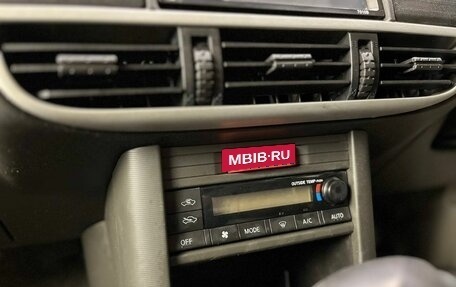 MBIB·RU
OUTSIDE TEMP
OFF
MODE
A/C
AUTO